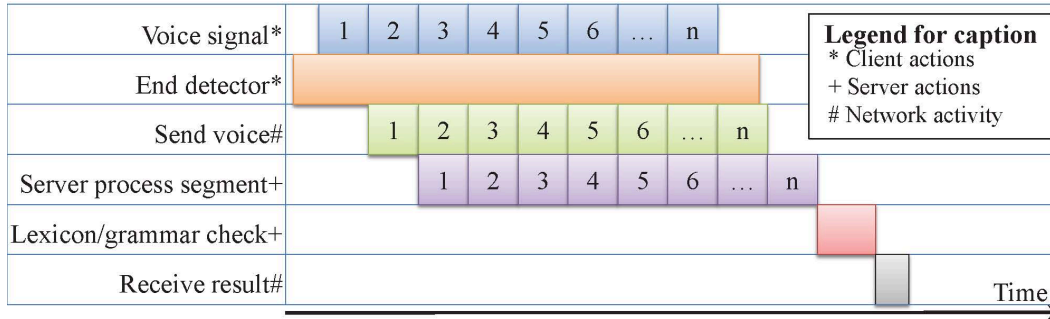 Voice signal* 1 2 3 4 5 6 ... n
End detector*
Send voice# 1 2 3 4 5 6 ... n
Server process segment+ 1 2 3 4 5 6 ... n
Lexicon/grammar check+
Receive result#
Time
Legend for caption
* Client actions
+ Server actions
# Network activity